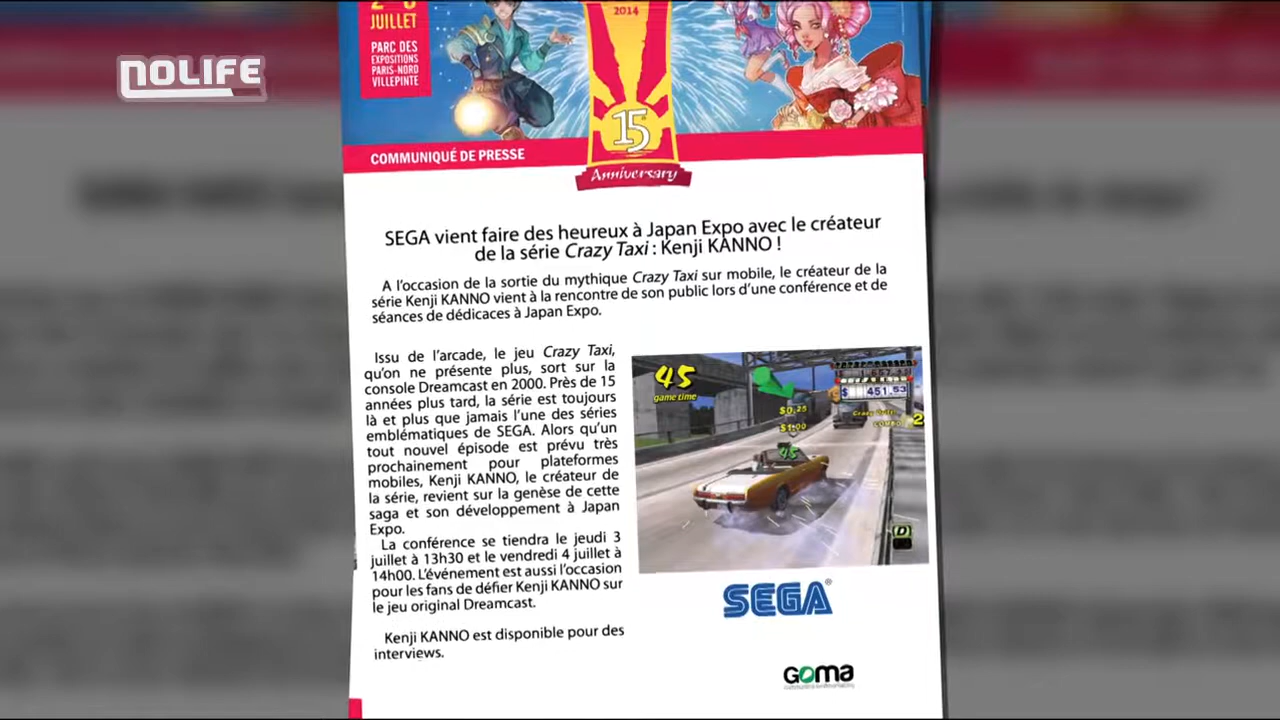 2014
JUILLET
PARC DES
EXPOSITIONS
PARIS-NORD
VILLEPINTE
NOLIFE
15
Anniversary
COMMUNIQUÉ DE PRESSE
SEGA vient faire des heureux à Japan Expo avec le créateur
de la série Crazy Taxi : Kenji KANNO !
A l'occasion de la sortie du mythique Crazy Taxi sur mobile, le créateur de la
série Kenji KANNO vient à la rencontre de son public lors d'une conférence et de
séances de dédicaces à Japan Expo.
Issu de l'arcade, le jeu Crazy Taxi,
qu'on ne présente plus, sort sur la
console Dreamcast en 2000. Près de 15
années plus tard, la série est toujours
là et plus que jamais l'une des séries
emblématiques de SEGA. Alors qu'un
tout nouvel épisode est prévu très
prochainement pour plateformes
mobiles, Kenji KANNO, le créateur de
la série, revient sur la genèse de cette
saga et son développement à Japan
Expo.
La conférence se tiendra le jeudi 3
juillet à 13h30 et le vendredi 4 juillet à
14h00. L'événement est aussi l'occasion
pour les fans de défier Kenji KANNO sur
le jeu original Dreamcast.
Kenji KANNO est disponible pour des
interviews.
45
game time
$0.25
$1.00
45
$ 451.53
COMBO 2
D
SEGA®
GOMA